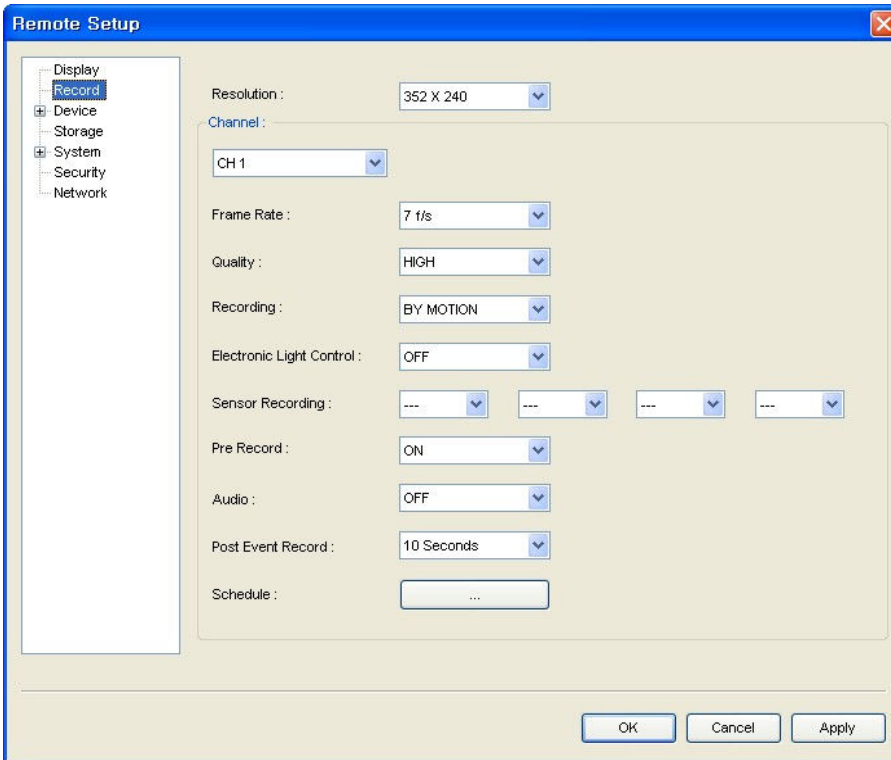 Remote Setup
Display
Record
Device
Storage
System
Security
Network
Resolution :
352 X 240
Channel :
CH 1
Frame Rate :
7 f/s
Quality :
HIGH
Recording :
BY MOTION
Electronic Light Control :
OFF
Sensor Recording :
--- --- --- ---
Pre Record :
ON
Audio :
OFF
Post Event Record :
10 Seconds
Schedule :
...
OK Cancel Apply